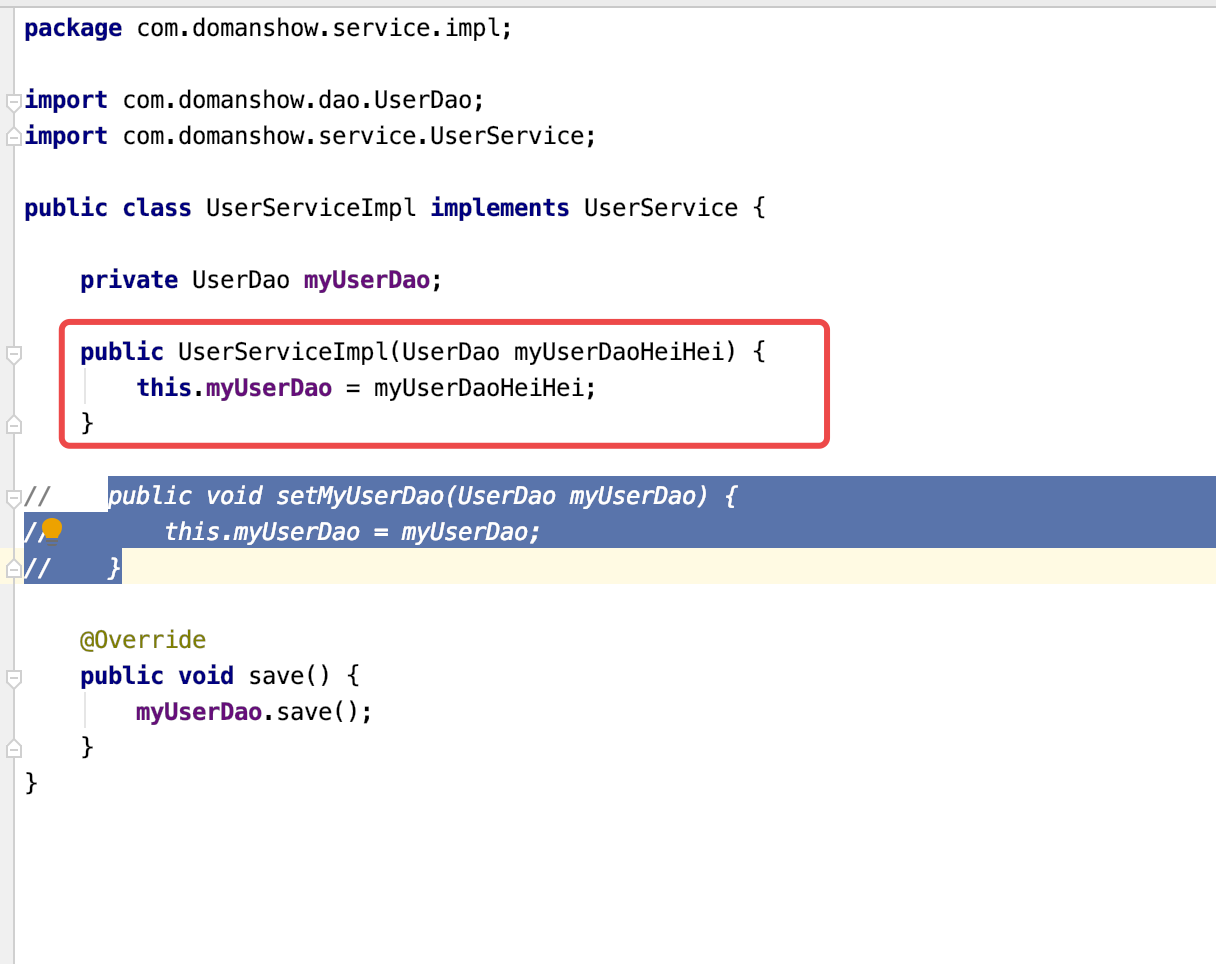 package com.domanshow.service.impl;
import com.domanshow.dao.UserDao;
import com.domanshow.service.UserService;
public class UserServiceImpl implements UserService {
private UserDao myUserDao;
public UserServiceImpl(UserDao myUserDaoHeiHei) {
this.myUserDao = myUserDaoHeiHei;
}
// public void setMyUserDao(UserDao myUserDao) {
// this.myUserDao = myUserDao;
// }
@Override
public void save() {
myUserDao.save();
}
}